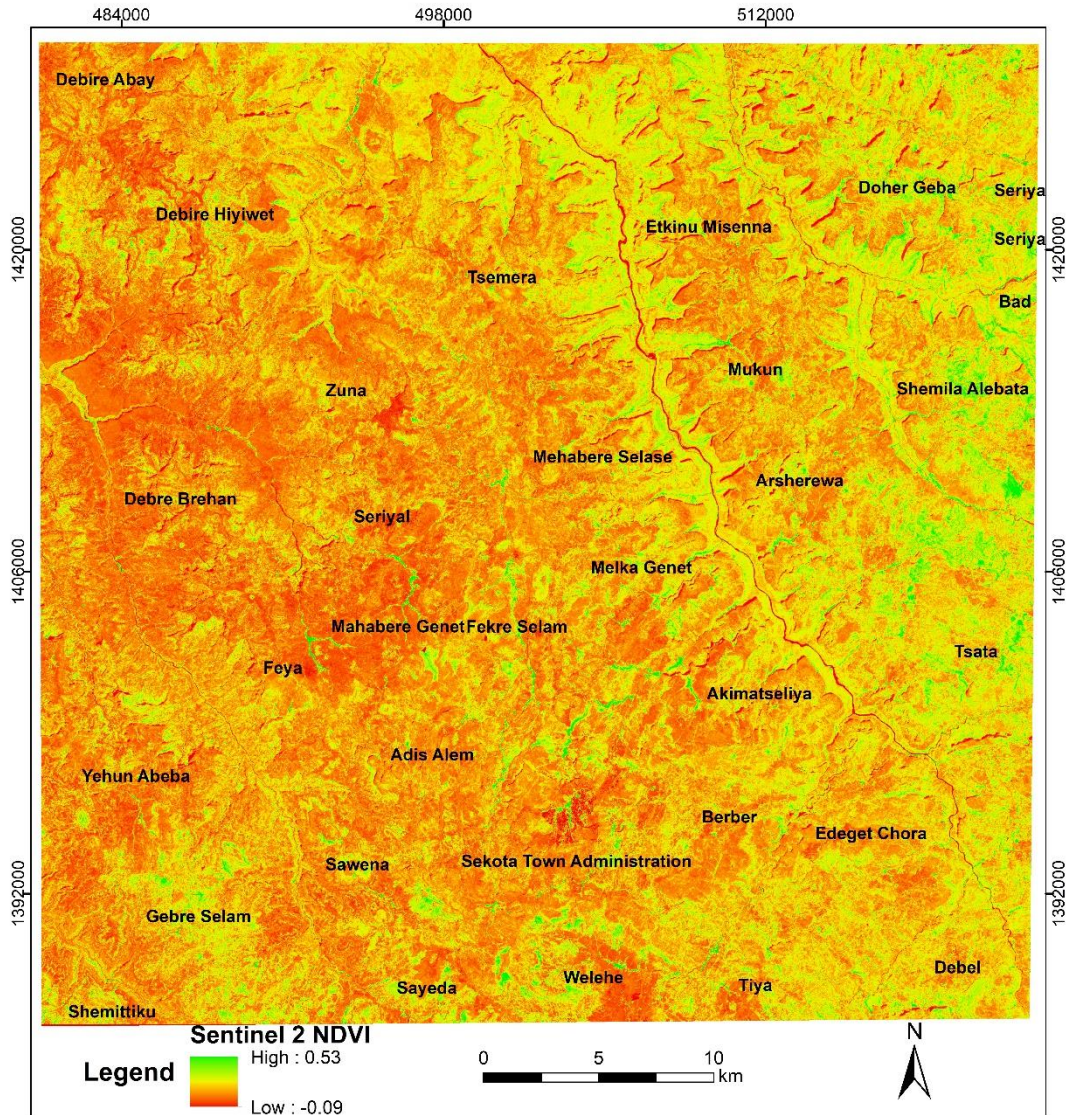 484000
498000
512000
Debire Abay
Doher Geba
Seriya
Debire Hiyiwet
Etkinu Misenna
Seriya
1420000
1420000
Tsemera
Bad
Mukun
Zuna
Shemila Alebata
Mehabere Selase
Arsherewa
Debre Brehan
Seriyal
Melka Genet
1406000
1406000
Mahabere Genet
Fekre Selam
Tsata
Feya
Akimatseliya
Adis Alem
Yehun Abeba
Berber
Edeget Chora
Sawena
Sekota Town Administration
1392000
1392000
Gebre Selam
Debel
Welehe
Sayeda
Tiya
Shemittiku
Sentinel 2 NDVI
Legend
High : 0.53
Low : -0.09
0 5 10
km
N